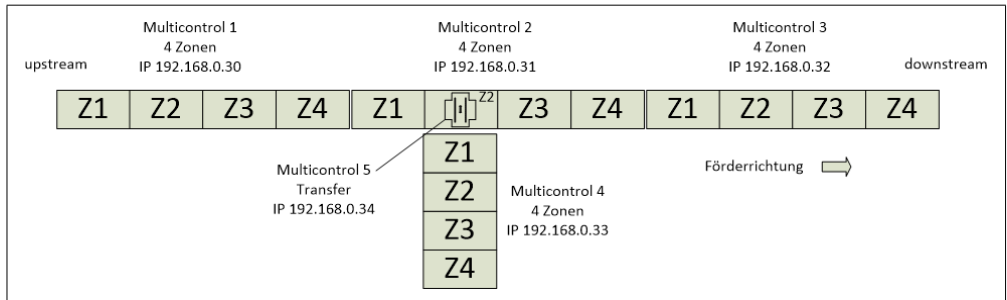 Multicontrol 1
4 Zonen
IP 192.168.0.30
Multicontrol 2
4 Zonen
IP 192.168.0.31
Multicontrol 3
4 Zonen
IP 192.168.0.32
upstream
downstream
Z1 Z2 Z3 Z4 Z1 Z2 Z3 Z4 Z1 Z2 Z3 Z4
Multicontrol 5
Transfer
IP 192.168.0.34
Z1
Z2
Z3
Z4
Multicontrol 4
4 Zonen
IP 192.168.0.33
Förderrichtung